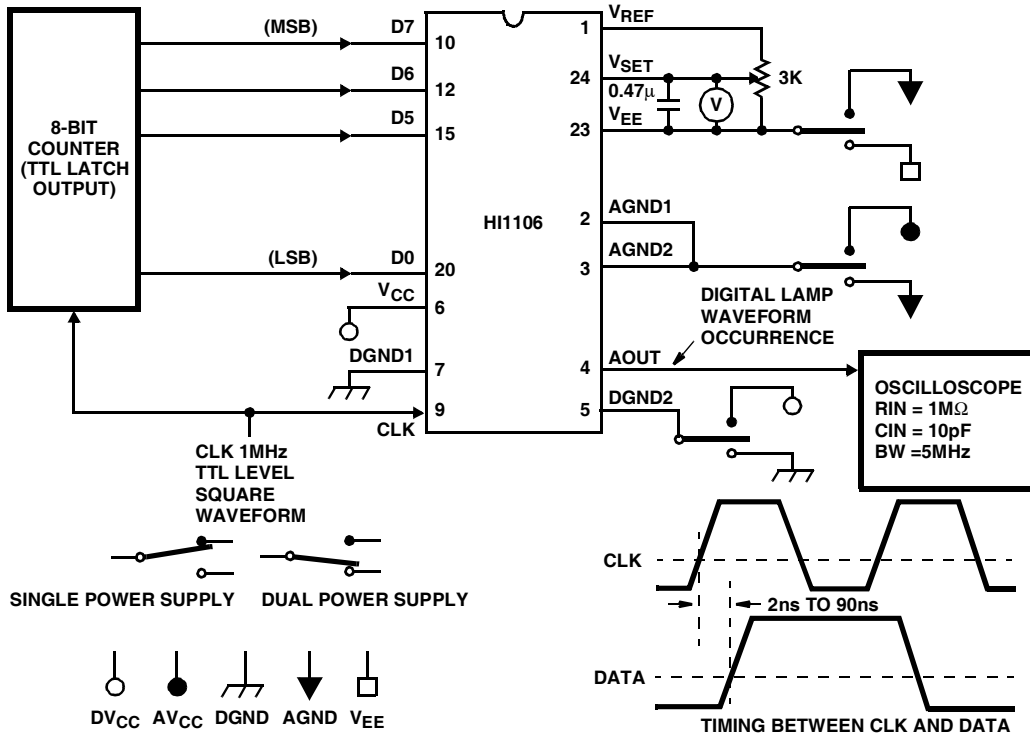 8-BIT
COUNTER
(TTL LATCH
OUTPUT)
(MSB)
D7
10
D6
12
D5
15
(LSB)
D0
20
VCC
6
DGND1
7
9
CLK
CLK 1MHz
TTL LEVEL
SQUARE
WAVEFORM
HI1106
1
VREF
24
VSET
0.47µ
V
3K
23
VEE
2
AGND1
3
AGND2
DIGITAL LAMP
WAVEFORM
OCCURRENCE
4
AOUT
5
DGND2
OSCILLOSCOPE
RIN = 1MΩ
CIN = 10pF
BW =5MHz
SINGLE POWER SUPPLY
DUAL POWER SUPPLY
DVCC
AVCC
DGND
AGND
VEE
CLK
2ns TO 90ns
DATA
TIMING BETWEEN CLK AND DATA